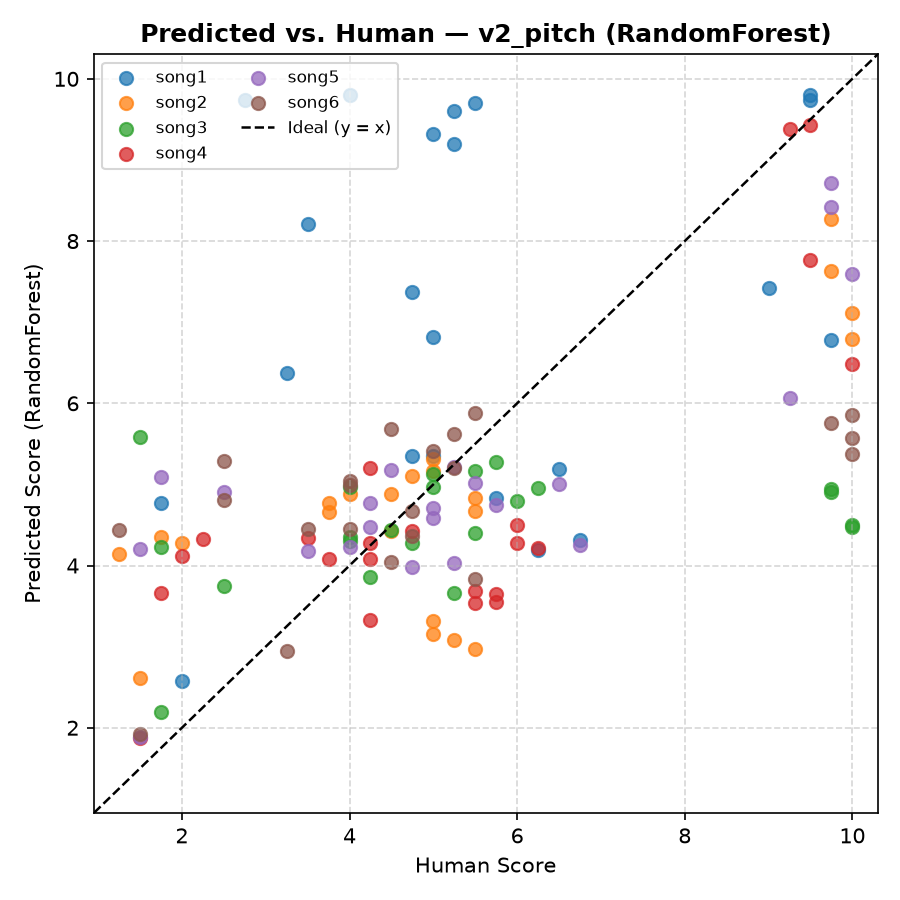 Predicted vs. Human — v2_pitch (RandomForest)
song1
song2
song3
song4
song5
song6
Ideal (y = x)
Predicted Score (RandomForest)
10
8
6
4
2
2 4 6 8 10
Human Score